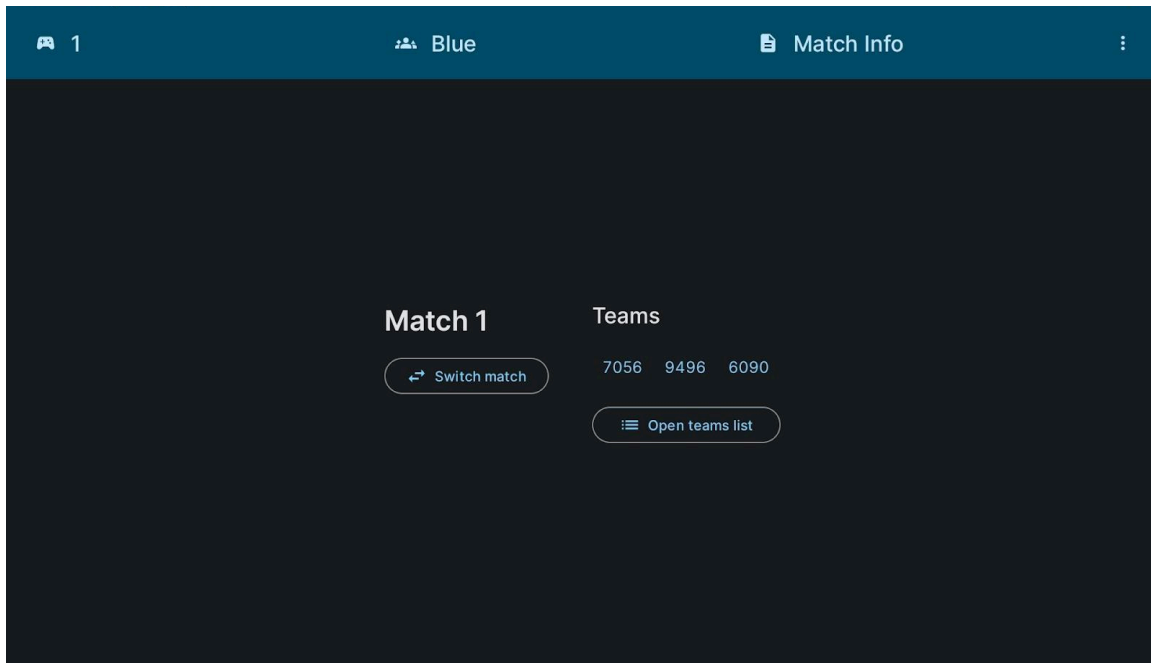 1 Blue Match Info
Match 1
Switch match
Teams
7056 9496 6090
Open teams list